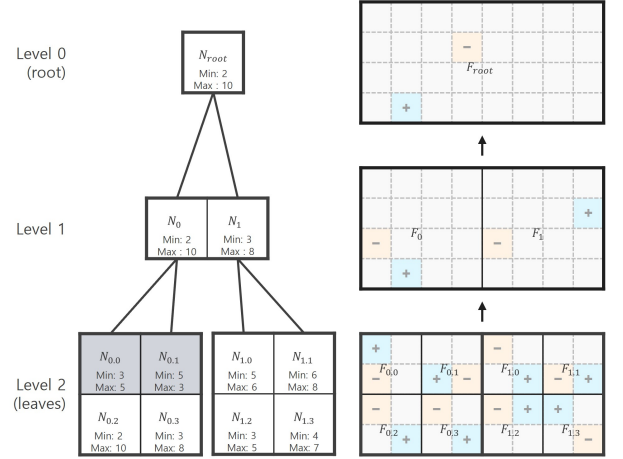 Level 0
(root)
N_root
Min: 2
Max : 10
−
F_root
+
Level 1
N_0
Min: 2
Max : 10
N_1
Min: 3
Max : 8
+
− F_0 − F_1
+
Level 2
(leaves)
N_0.0
Min: 3
Max: 5
N_0.1
Min: 5
Max: 3
N_1.0
Min: 5
Max: 6
N_1.1
Min: 6
Max: 8
N_0.2
Min: 2
Max: 10
N_0.3
Min: 3
Max: 8
N_1.2
Min: 3
Max: 5
N_1.3
Min: 4
Max: 7
+ −
F_0.0 F_0.1 F_1.0 F_1.1
− + − + − +
− − − + +
F_0.2 F_0.3 F_1.2 F_1.3
+ + −